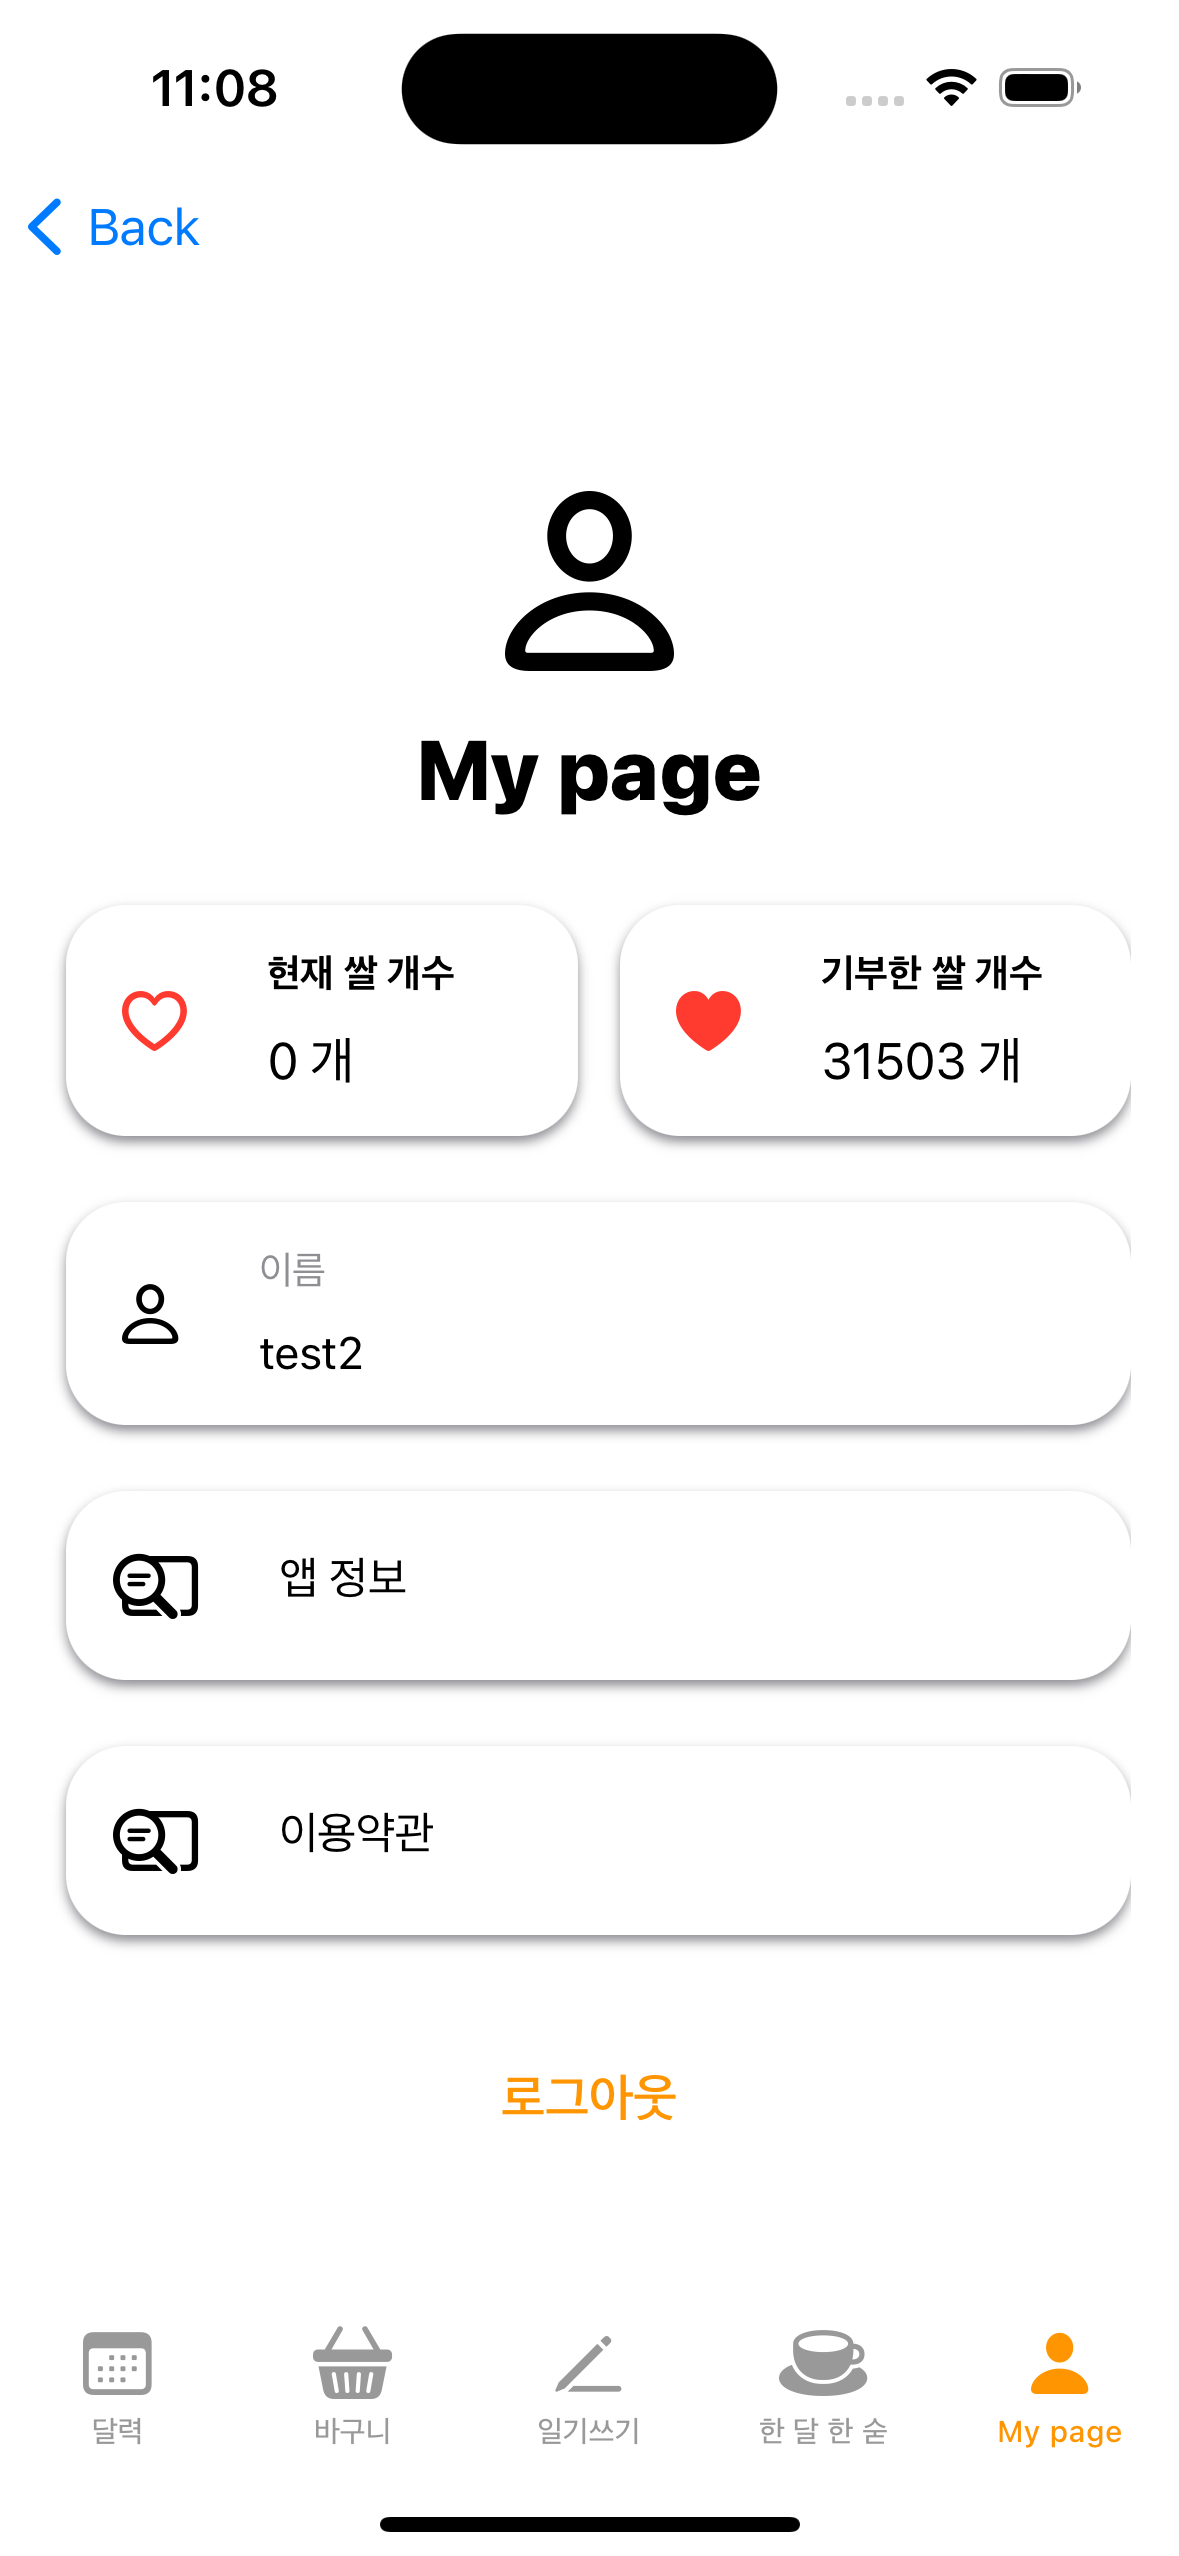 11:08
Back
My page
현재 쌀 개수
0 개
기부한 쌀 개수
31503 개
이름
test2
앱 정보
이용약관
로그아웃
달력
바구니
일기쓰기
한 달 한 숟
My page